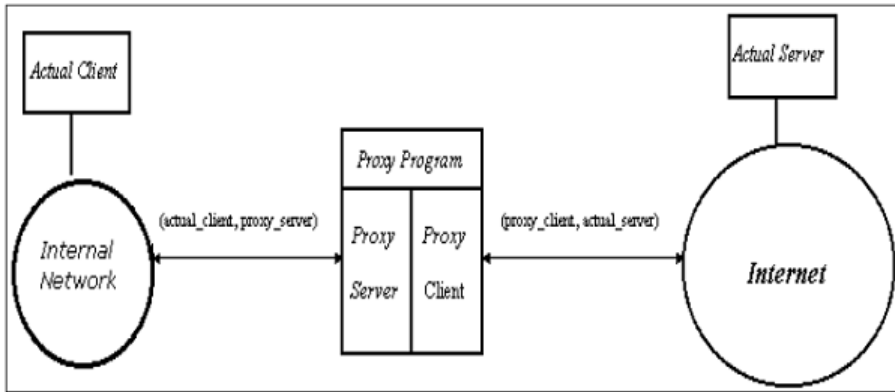 Actual Client
Actual Server
Proxy Program
(actual_client, proxy_server)
(proxy_client, actual_server)
Internal
Network
Proxy
Server
Proxy
Client
Internet